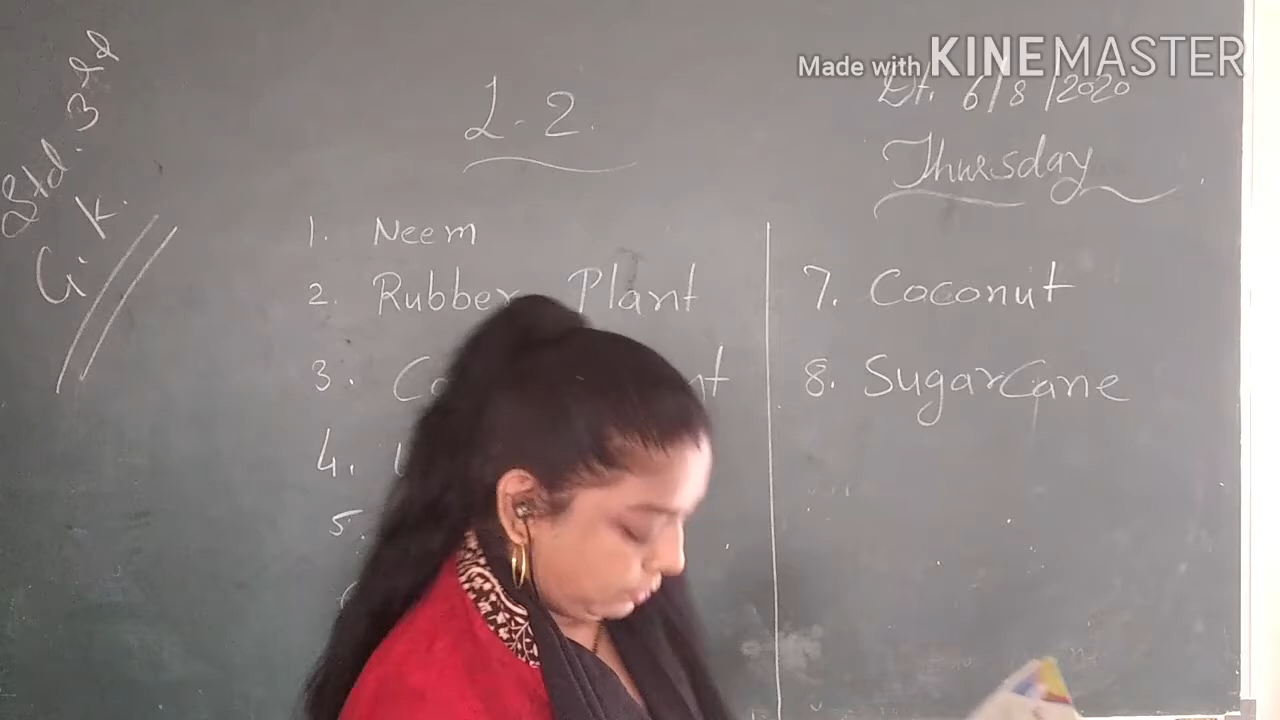 Made with KINEMASTER
Std. 3rd
G.K.
L-2.
Dt. 6/8/2020
Thursday
1. Neem
2. Rubber Plant
3.
4.
5.
7. Coconut
8. SugarCane